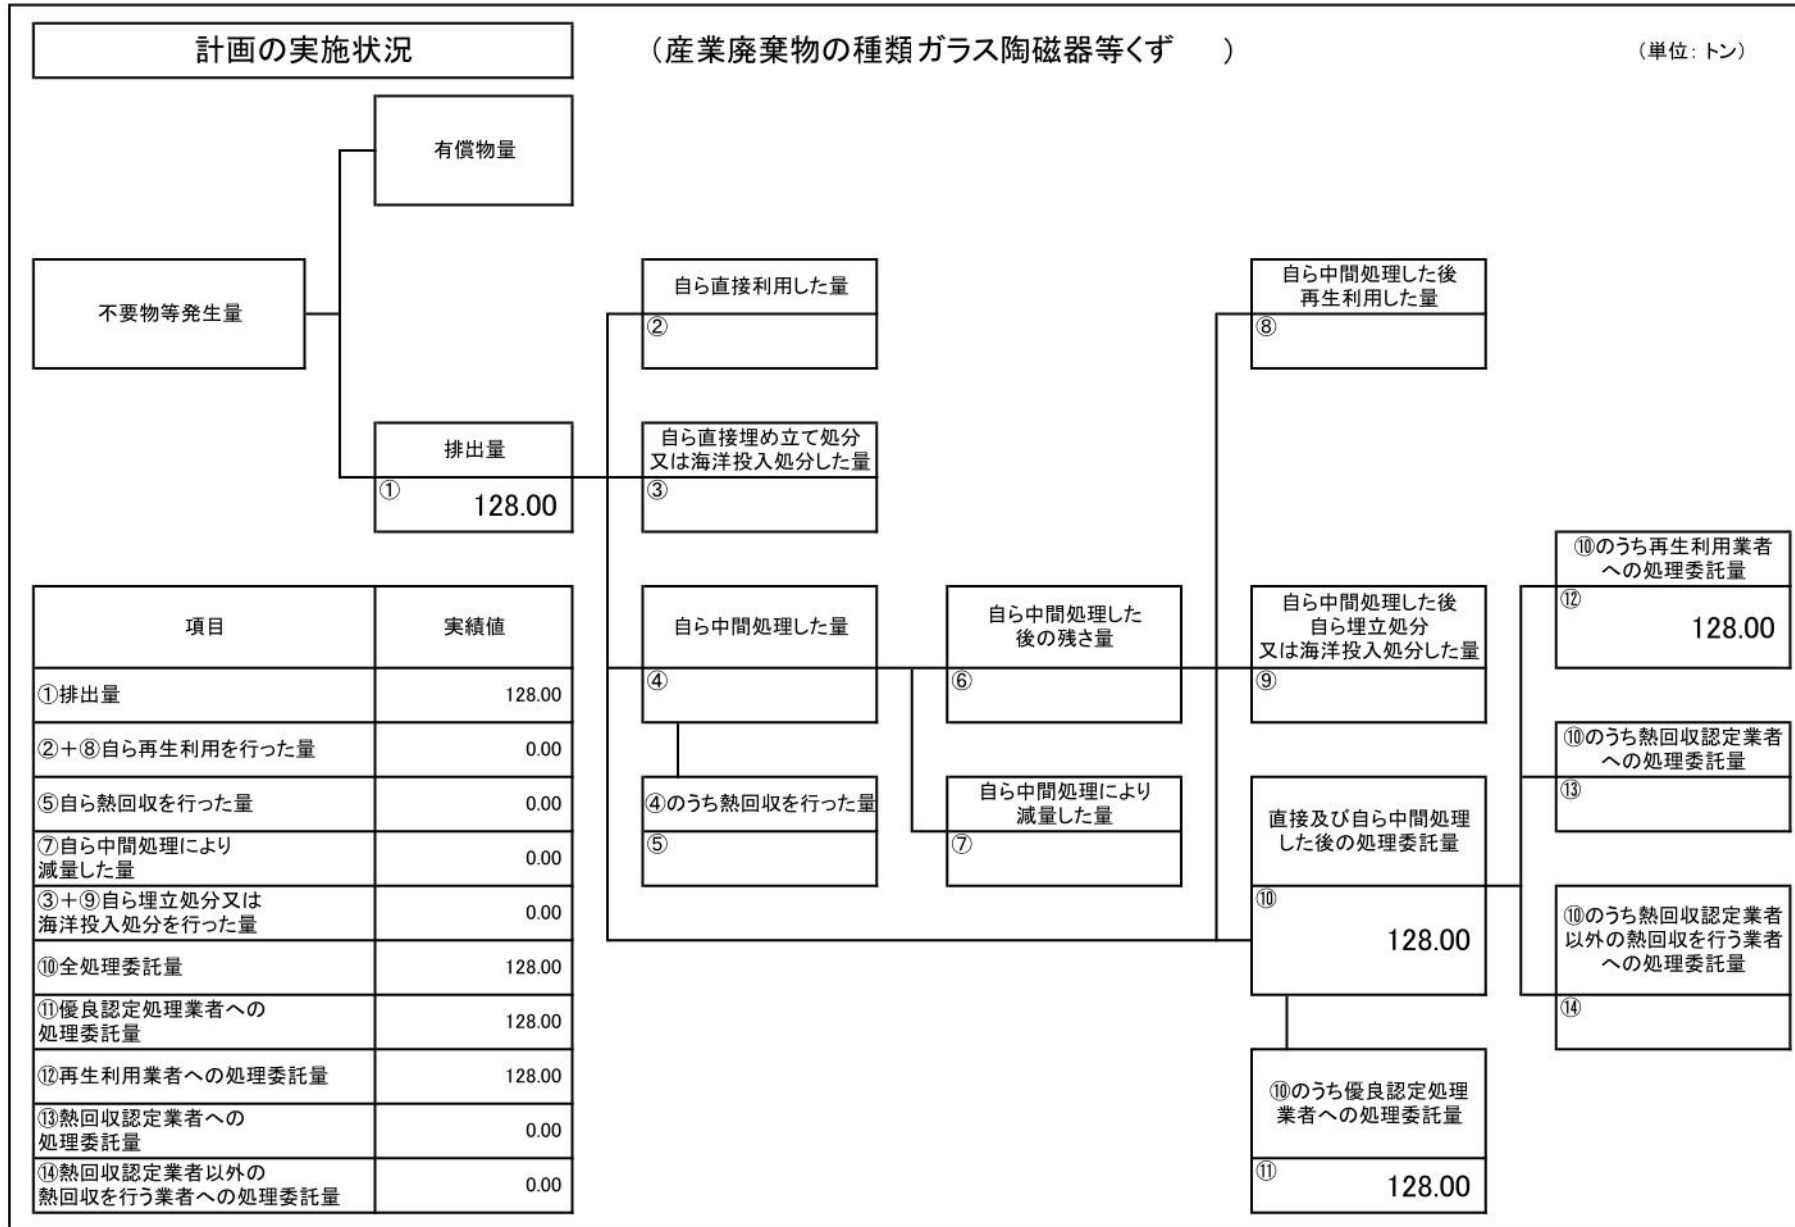 計画の実施状況
（産業廃棄物の種類ガラス陶磁器等くず　　）
（単位：トン）
有償物量
不要物等発生量
自ら直接利用した量
②
自ら中間処理した後
再生利用した量
⑧
排出量
① 128.00
自ら直接埋め立て処分
又は海洋投入処分した量
③
⑩のうち再生利用業者
への処理委託量
⑫ 128.00
自ら中間処理した量
④
自ら中間処理した
後の残さ量
⑥
自ら中間処理した後
自ら埋立処分
又は海洋投入処分した量
⑨
⑩のうち熱回収認定業者
への処理委託量
⑬
④のうち熱回収を行った量
⑤
自ら中間処理により
減量した量
⑦
直接及び自ら中間処理
した後の処理委託量
⑩ 128.00
⑩のうち熱回収認定業者
以外の熱回収を行う業者
への処理委託量
⑭
⑩のうち優良認定処理
業者への処理委託量
⑪ 128.00
項目 実績値
①排出量 128.00
②＋⑧自ら再生利用を行った量 0.00
⑤自ら熱回収を行った量 0.00
⑦自ら中間処理により
減量した量 0.00
③＋⑨自ら埋立処分又は
海洋投入処分を行った量 0.00
⑩全処理委託量 128.00
⑪優良認定処理業者への
処理委託量 128.00
⑫再生利用業者への処理委託量 128.00
⑬熱回収認定業者への
処理委託量 0.00
⑭熱回収認定業者以外の
熱回収を行う業者への処理委託量 0.00